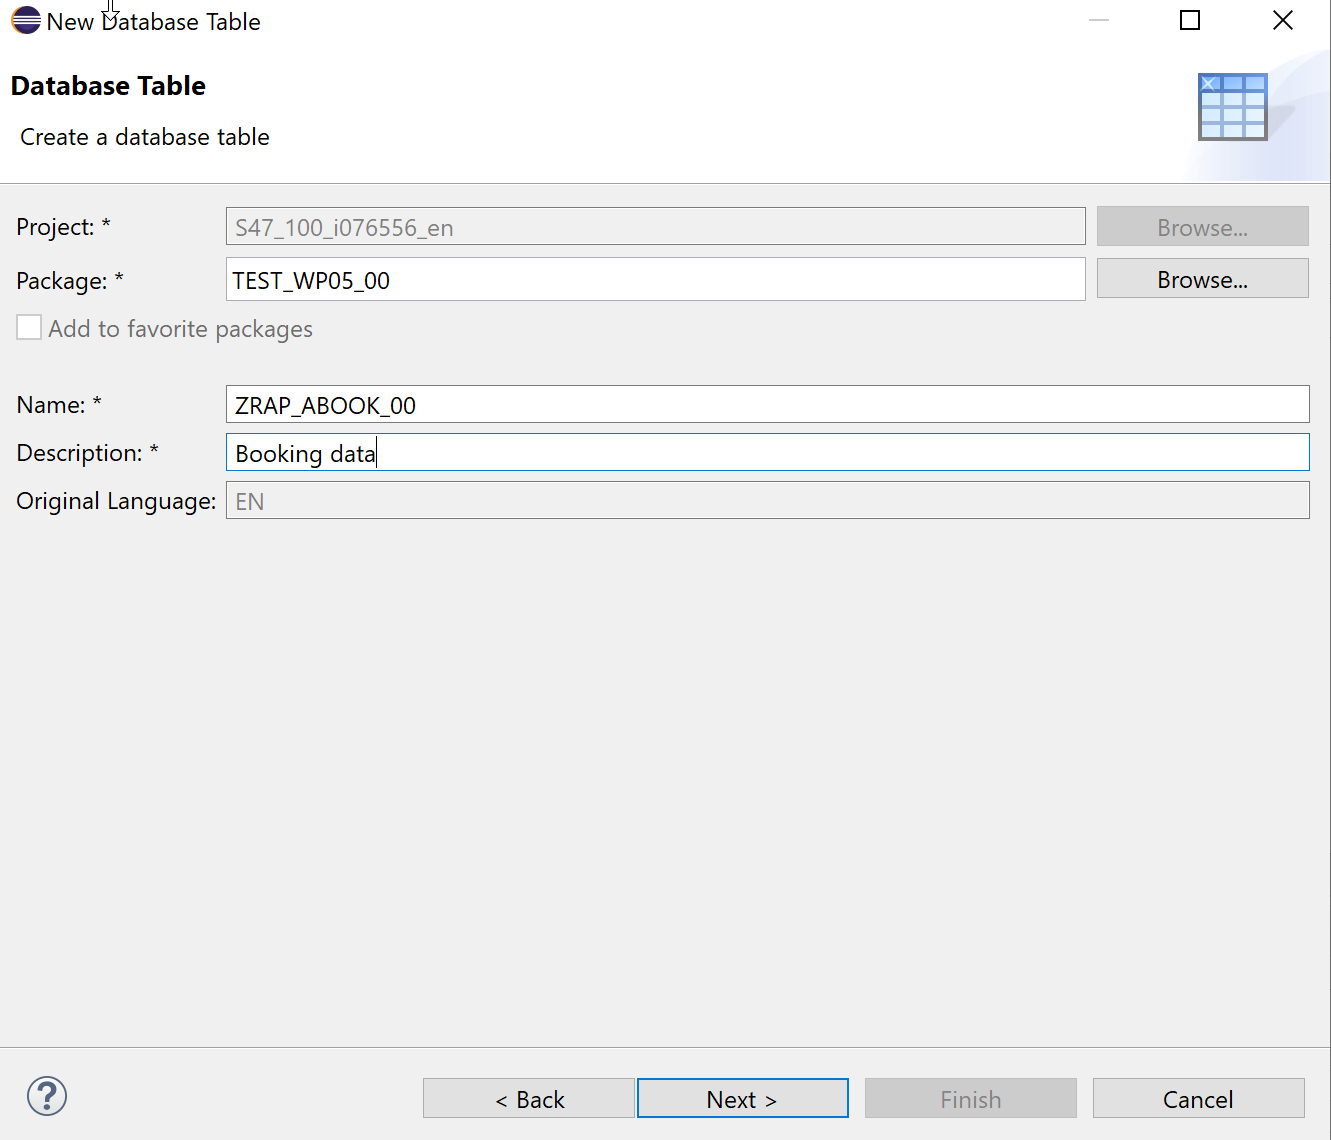 New Database Table
Database Table
Create a database table
Project: * S47_100_i076556_en Browse...
Package: * TEST_WP05_00 Browse...
Add to favorite packages
Name: * ZRAP_ABOOK_00
Description: * Booking data
Original Language: EN
? < Back Next > Finish Cancel